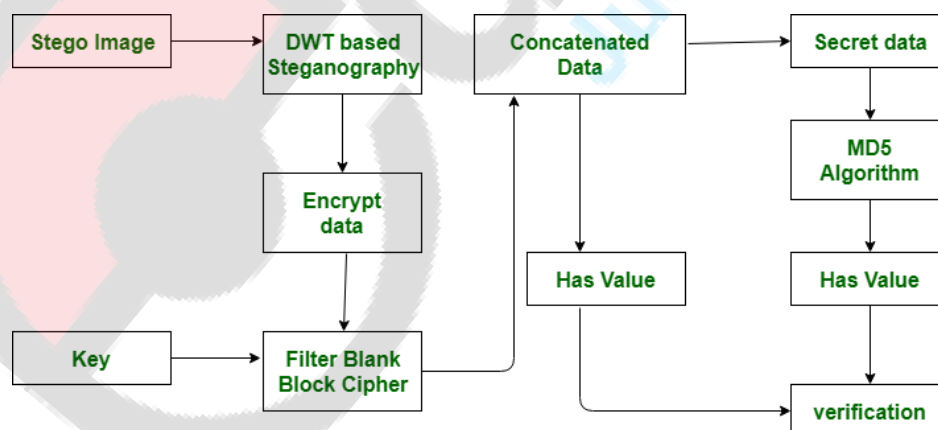 Stego Image
DWT based
Steganography
Concatenated
Data
Secret data
MD5
Algorithm
Encrypt
data
Has Value
Has Value
Key
Filter Blank
Block Cipher
verification